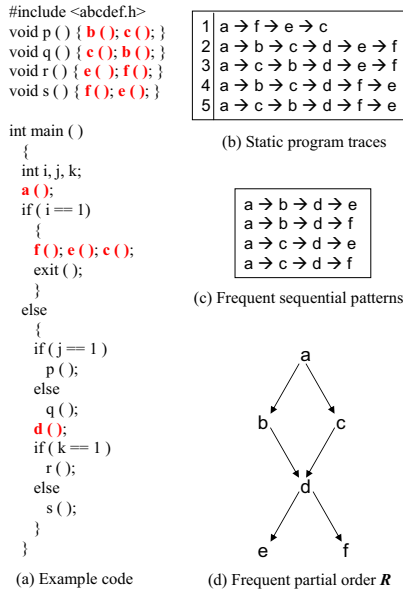 #include <abcdef.h>
void p ( ) { b ( ); c ( ); }
void q ( ) { c ( ); b ( ); }
void r ( ) { e ( ); f ( ); }
void s ( ) { f ( ); e ( ); }
int main ( )
{
int i, j, k;
a ( );
if ( i == 1)
{
f ( ); e ( ); c ( );
exit ( );
}
else
{
if ( j == 1 )
p ( );
else
q ( );
d ( );
if ( k == 1 )
r ( );
else
s ( );
}
}
(a) Example code
1 a → f → e → c
2 a → b → c → d → e → f
3 a → c → b → d → e → f
4 a → b → c → d → f → e
5 a → c → b → d → f → e
(b) Static program traces
a → b → d → e
a → b → d → f
a → c → d → e
a → c → d → f
(c) Frequent sequential patterns
a
b c
d
e f
(d) Frequent partial order R